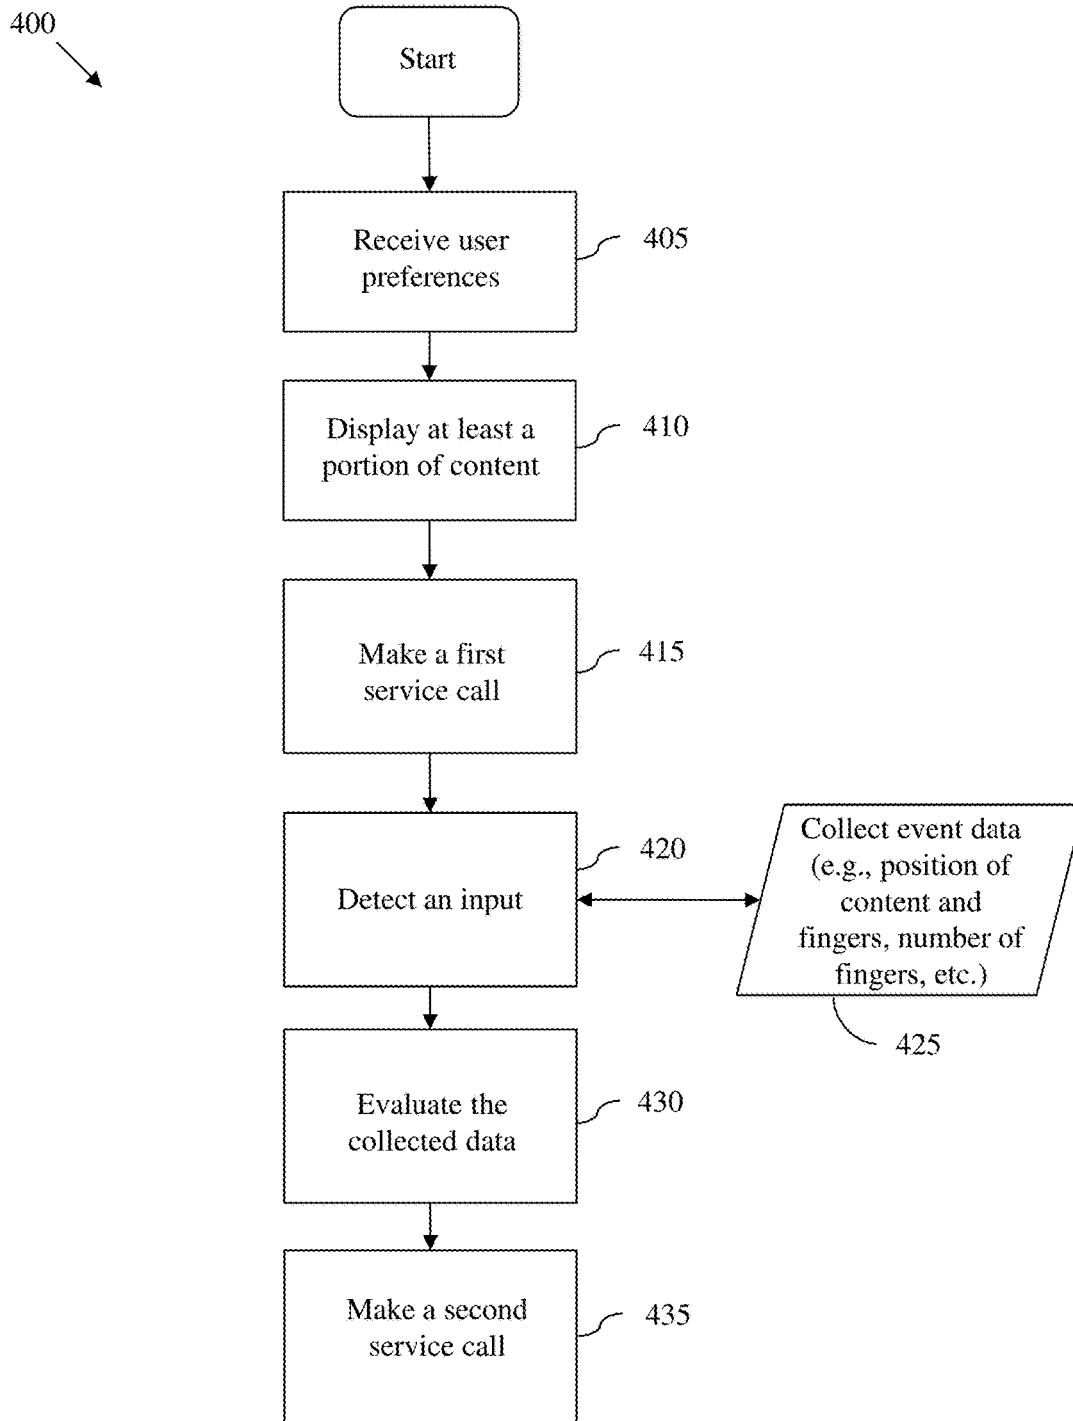 400
Start
Receive user
preferences
405
Display at least a
portion of content
410
Make a first
service call
415
Detect an input
420
Collect event data
(e.g., position of
content and
fingers, number of
fingers, etc.)
425
Evaluate the
collected data
430
Make a second
service call
435